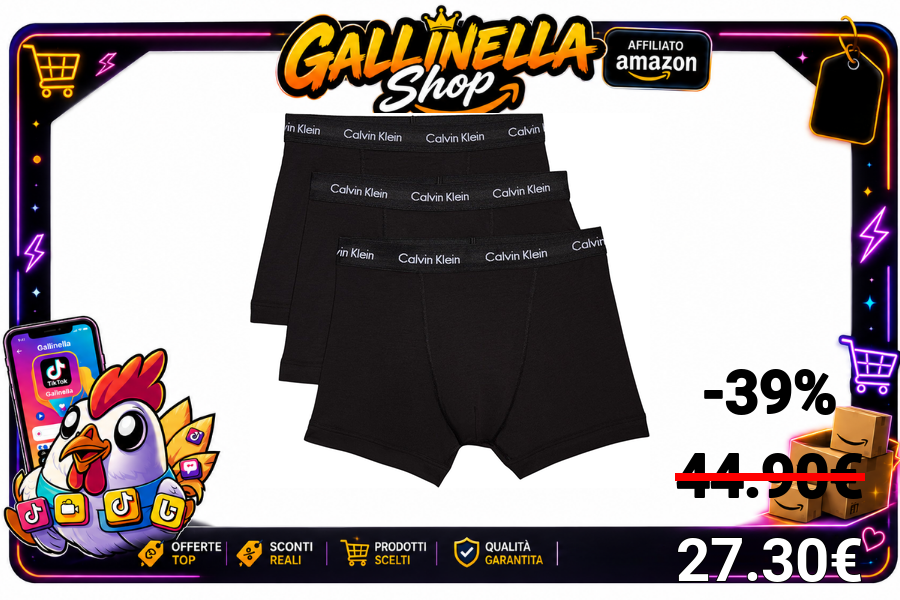 GALLINELLA
Shop
AFFILIATO
amazon
vin Klein Calvin Klein Calvin Klein Calvin
Calvin Klein Calvin Klein Calvin Klein
vin Klein Calvin Klein Calvin Klein Calvin
Gallinella
TikTok
Gallinella
-39%
44.90€
27.30€
OFFERTE
TOP
SCONTI
REALI
PRODOTTI
SCELTI
QUALITÀ
GARANTITA